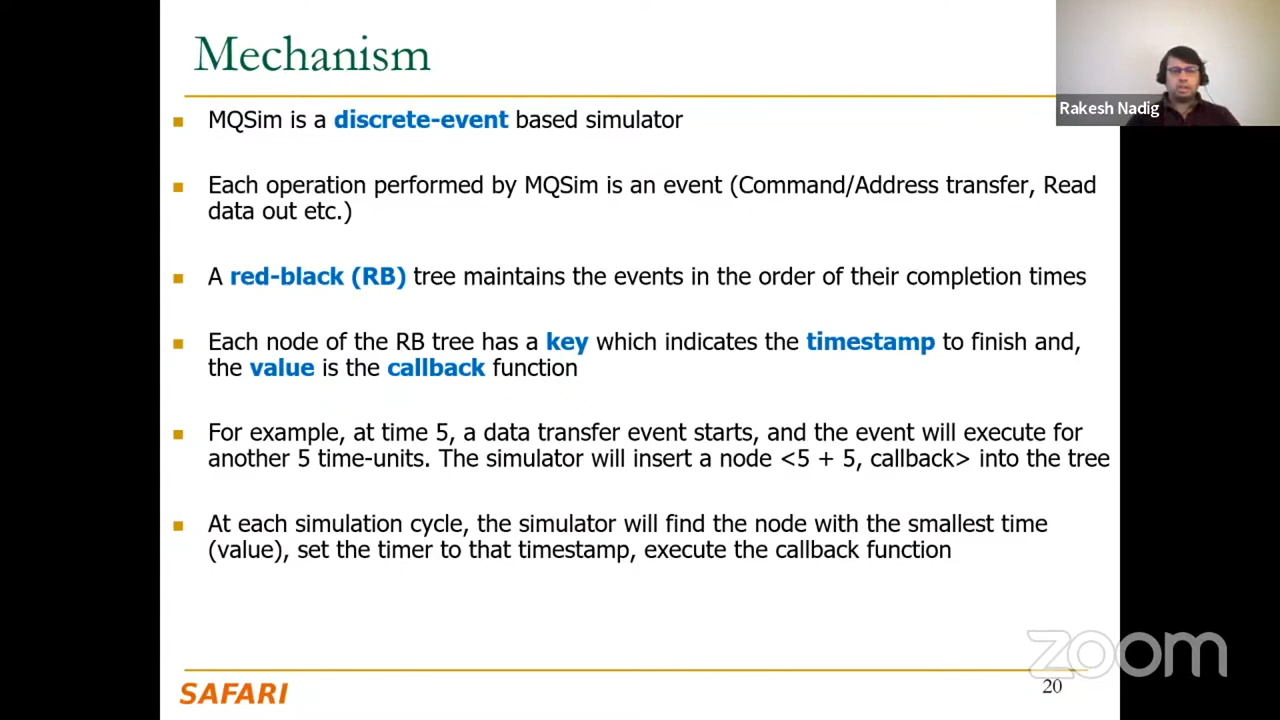 Mechanism
Rakesh Nadig
MQSim is a discrete-event based simulator
Each operation performed by MQSim is an event (Command/Address transfer, Read
data out etc.)
A red-black (RB) tree maintains the events in the order of their completion times
Each node of the RB tree has a key which indicates the timestamp to finish and,
the value is the callback function
For example, at time 5, a data transfer event starts, and the event will execute for
another 5 time-units. The simulator will insert a node <5 + 5, callback> into the tree
At each simulation cycle, the simulator will find the node with the smallest time
(value), set the timer to that timestamp, execute the callback function
zoom
SAFARI
20